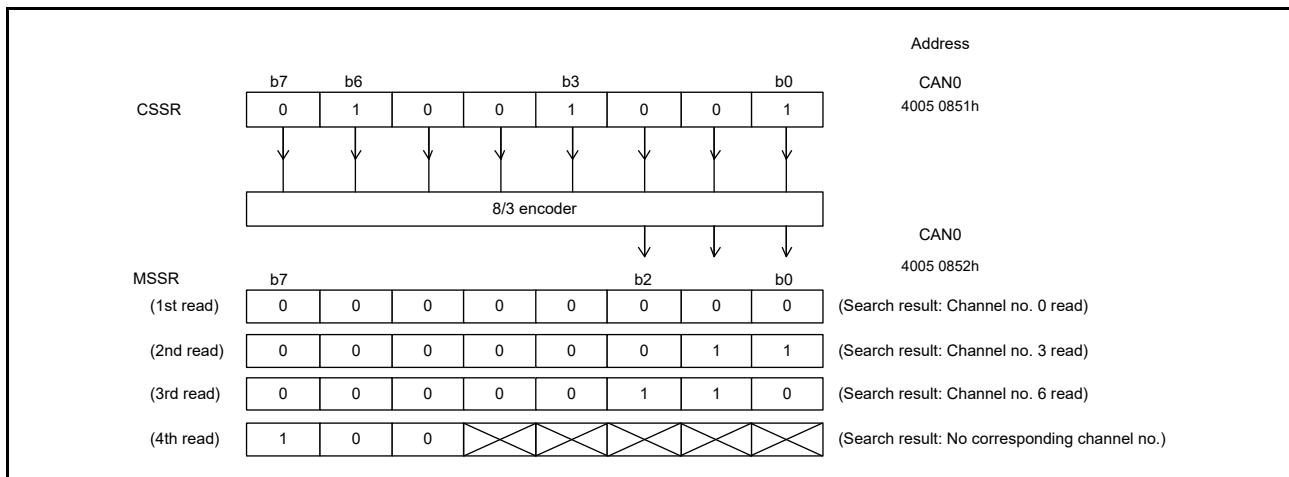 Address
b7 b6 b3 b0 CAN0
CSSR 0 1 0 0 1 0 0 1 4005 0851h
8/3 encoder
CAN0
4005 0852h
MSSR b7 b2 b0
(1st read) 0 0 0 0 0 0 0 0 (Search result: Channel no. 0 read)
(2nd read) 0 0 0 0 0 0 1 1 (Search result: Channel no. 3 read)
(3rd read) 0 0 0 0 0 1 1 0 (Search result: Channel no. 6 read)
(4th read) 1 0 0 (Search result: No corresponding channel no.)